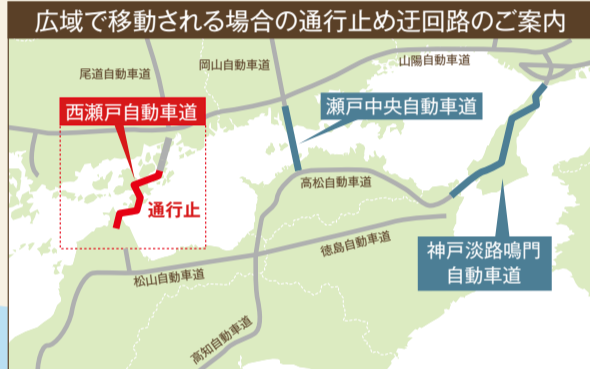 広域で移動される場合の通行止め迂回路のご案内
尾道自動車道
岡山自動車道
山陽自動車道
西瀬戸自動車道
瀬戸中央自動車道
高松自動車道
通行止
徳島自動車道
神戸淡路鳴門
自動車道
松山自動車道
高知自動車道